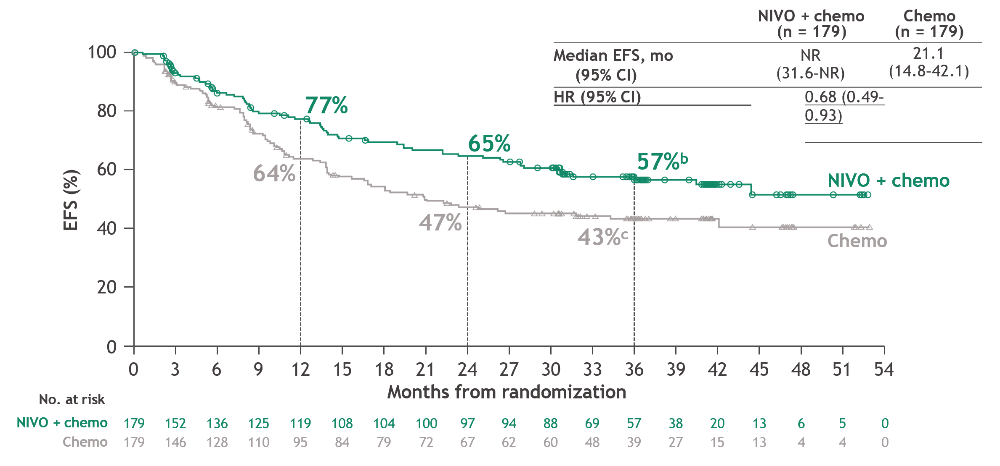 NIVO + chemo Chemo
(n = 179) (n = 179)
Median EFS, mo NR 21.1
(95% CI) (31.6-NR) (14.8-42.1)
HR (95% CI) 0.68 (0.49-
0.93)
100
80
60
40
20
0
EFS (%)
77%
64%
65%
47%
57%b
43%c
NIVO + chemo
Chemo
0 3 6 9 12 15 18 21 24 27 30 33 36 39 42 45 48 51 54
Months from randomization
No. at risk
NIVO + chemo 179 152 136 125 119 108 104 100 97 94 88 69 57 38 20 13 6 5 0
Chemo 179 146 128 110 95 84 79 72 67 62 60 48 39 27 15 13 4 4 0